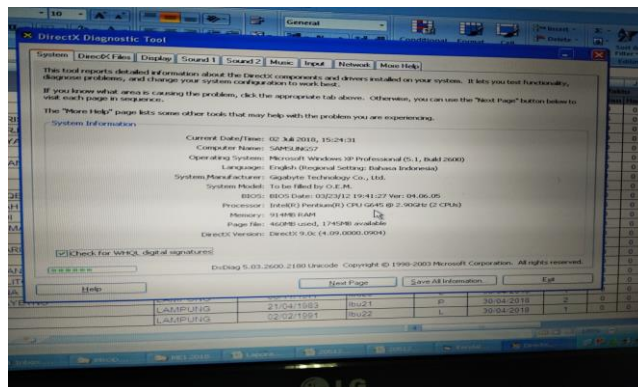 10
General
Insert
Delete
Conditional
DirectX Diagnostic Tool
System DirectX Files Display Sound 1 Sound 2 Music Input Network More Help
This tool reports detailed information about the DirectX components and drivers installed on your system. It lets you test functionality,
diagnose problems, and change your system configuration to work best.
If you know what area is causing the problem, click the appropriate tab above. Otherwise, you can use the "Next Page" button below to
visit each page in sequence.
The "More Help" page lists some other tools that may help with the problem you are experiencing.
System Information
Current Date/Time: 02 Juli 2018, 15:24:31
Computer Name: SAMSUNG57
Operating System: Microsoft Windows XP Professional (5.1, Build 2600)
Language: English (Regional Setting: Bahasa Indonesia)
System Manufacturer: Gigabyte Technology Co., Ltd.
System Model: To be filled by O.E.M.
BIOS: BIOS Date: 03/23/12 19:41:27 Ver: 04.06.05
Processor: Intel(R) Pentium(R) CPU G645 @ 2.90GHz (2 CPUs)
Memory: 914MB RAM
Page file: 460MB used, 1745MB available
DirectX Version: DirectX 9.0c (4.09.0000.0904)
Check for WHQL digital signatures
DxDiag 5.03.2600.2180 Unicode Copyright © 1998-2003 Microsoft Corporation. All rights reserved.
Help Next Page Save All Information... Exit
LAMPUNG 21/04/1983 Ibu21 P 30/04/2018 2 0
LAMPUNG 02/02/1991 Ibu22 L 30-04-2018 1 0
LG